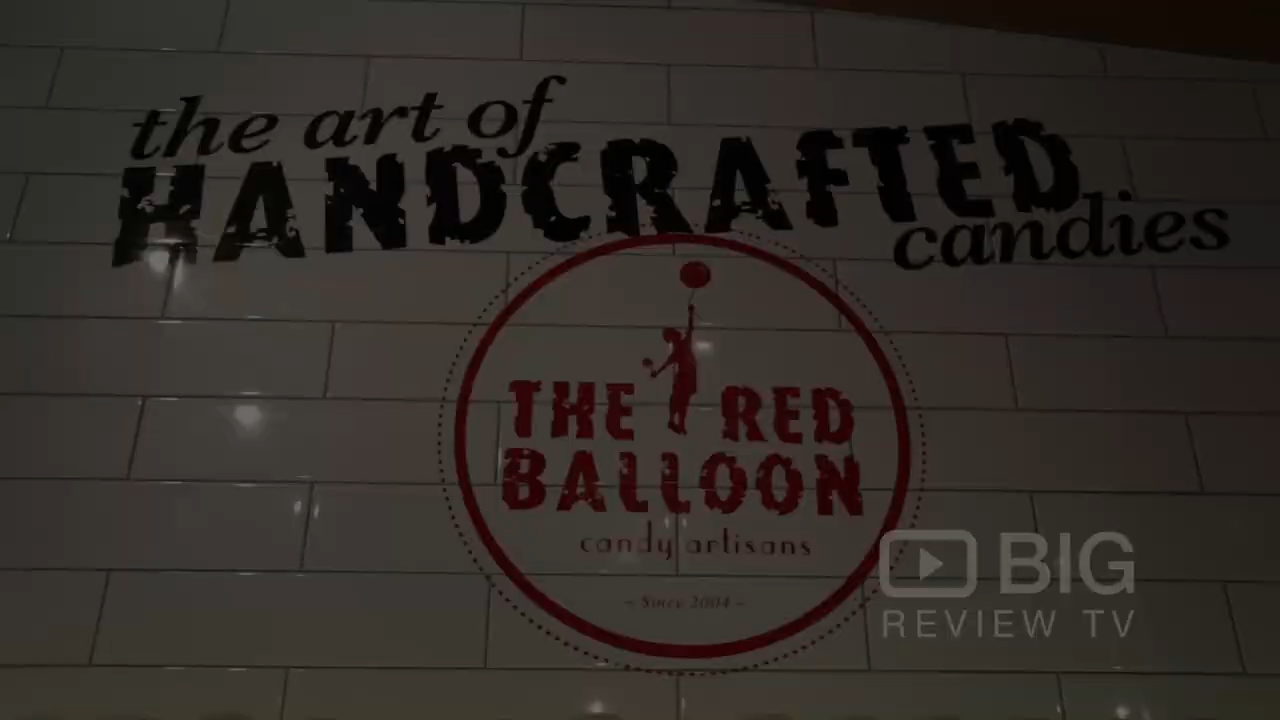 the art of
HANDCRAFTED
candies
THE RED
BALLOON
candy artisans
~ Since 2004 ~
BIG
REVIEW TV